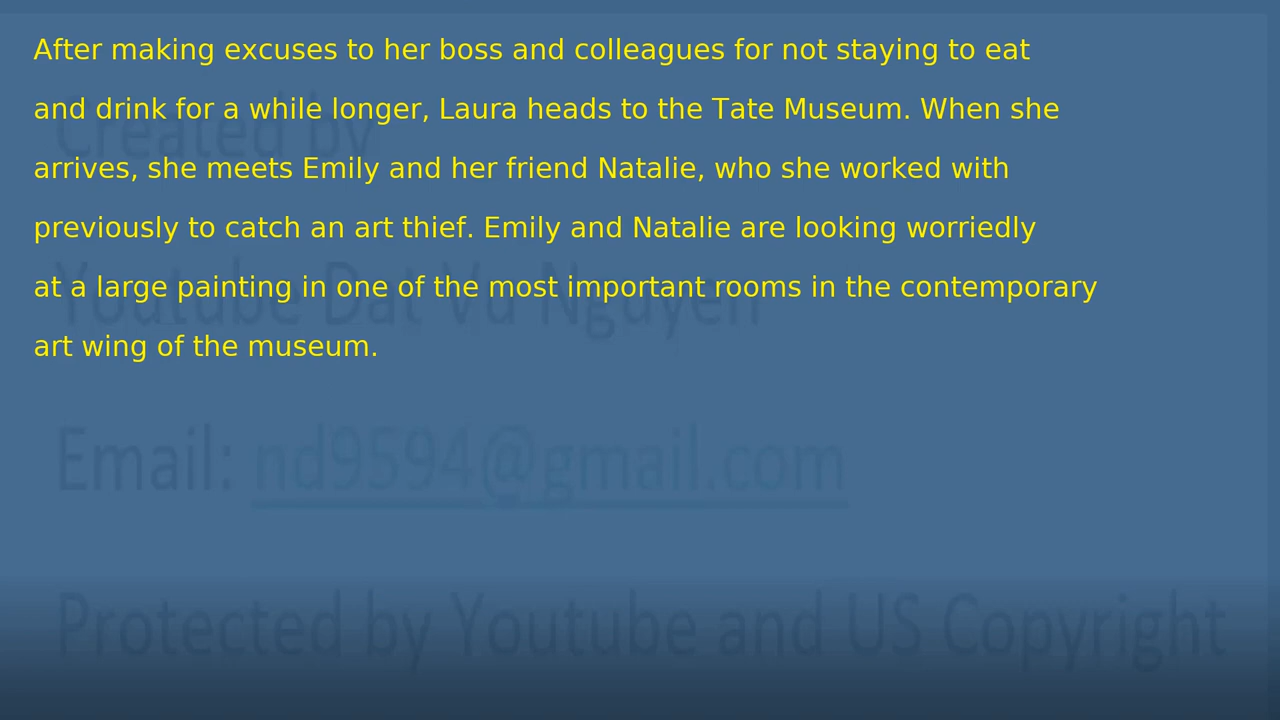 After making excuses to her boss and colleagues for not staying to eat
and drink for a while longer, Laura heads to the Tate Museum. When she
arrives, she meets Emily and her friend Natalie, who she worked with
previously to catch an art thief. Emily and Natalie are looking worriedly
at a large painting in one of the most important rooms in the contemporary
art wing of the museum.
Created by
Youtube Dat Vu Nguyen
Email: nd9594@gmail.com
Protected by Youtube and US Copyright